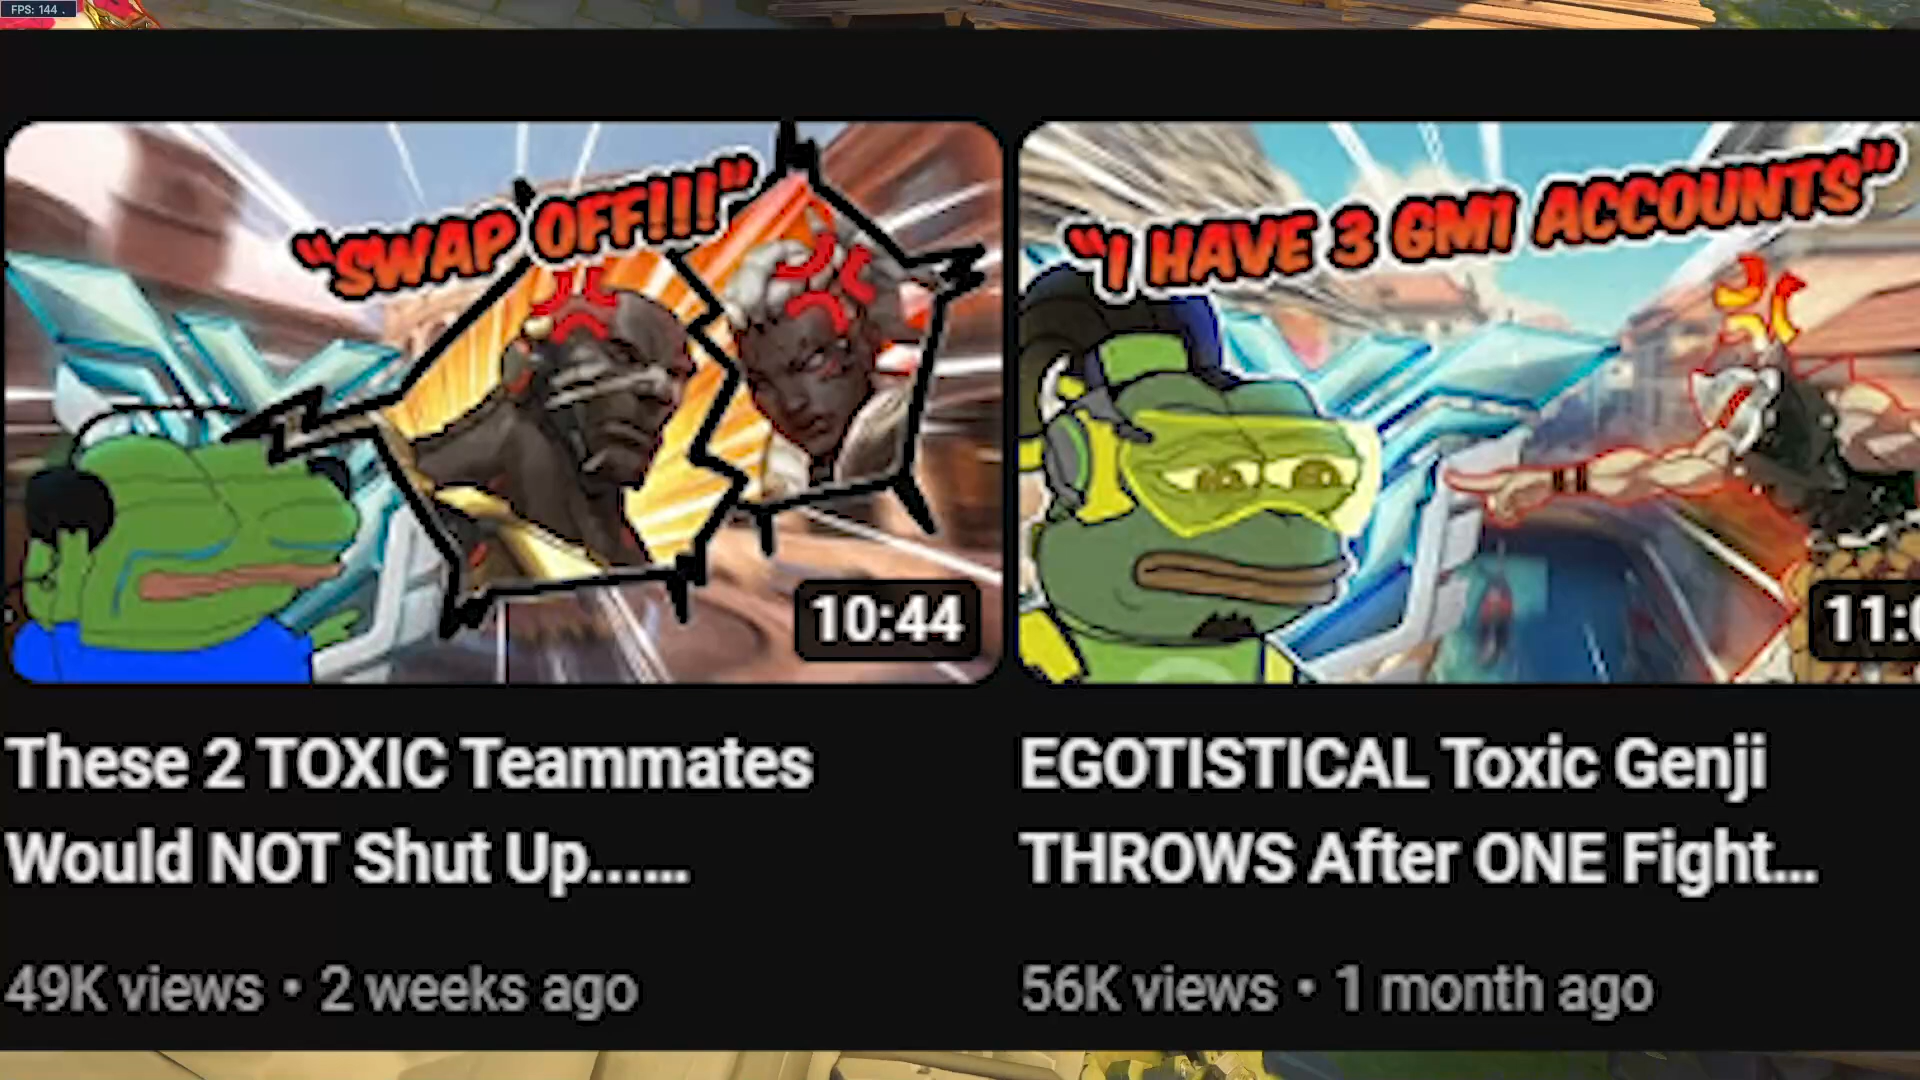 FPS: 144 .
"SWAP OFF!!!"
10:44
These 2 TOXIC Teammates
Would NOT Shut Up......
49K views • 2 weeks ago
"I HAVE 3 GM1 ACCOUNTS"
EGOTISTICAL Toxic Genji
THROWS After ONE Fight...
56K views • 1 month ago